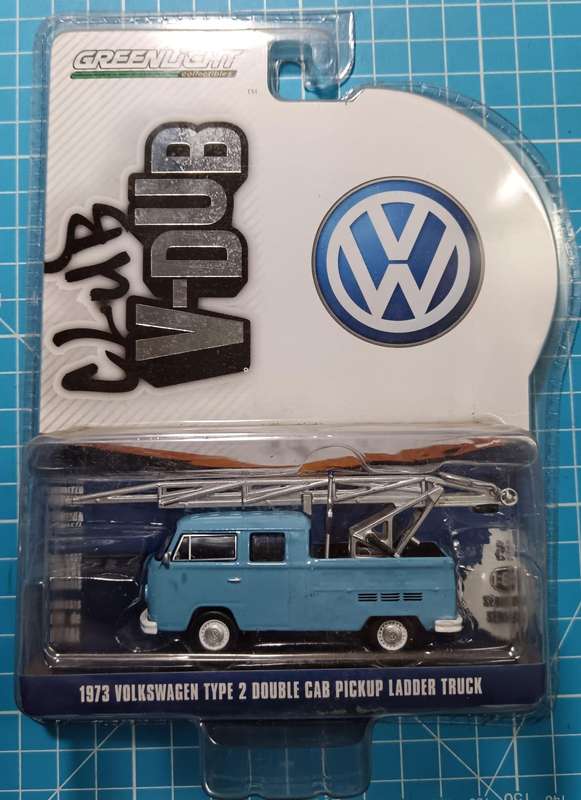 GREENLIGHT
collectibles
CLUB
V-DUB
VW
1973 VOLKSWAGEN TYPE 2 DOUBLE CAB PICKUP LADDER TRUCK